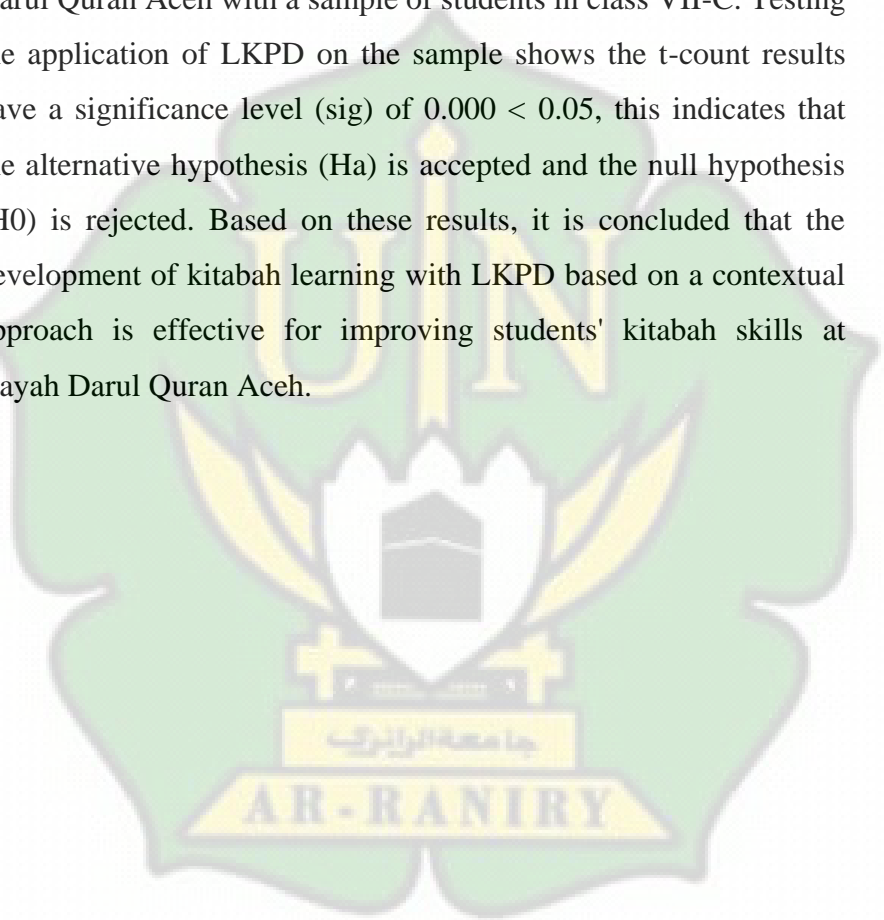 arul Quran Aceh with a sample of students in class VII-C. Testing
e application of LKPD on the sample shows the t-count results
ave a significance level (sig) of 0.000 < 0.05, this indicates that
e alternative hypothesis (Ha) is accepted and the null hypothesis
H0) is rejected. Based on these results, it is concluded that the
evelopment of kitabah learning with LKPD based on a contextual
pproach is effective for improving students' kitabah skills at
ayah Darul Quran Aceh.
UIN
جامعة الرانري
AR-RANIRY